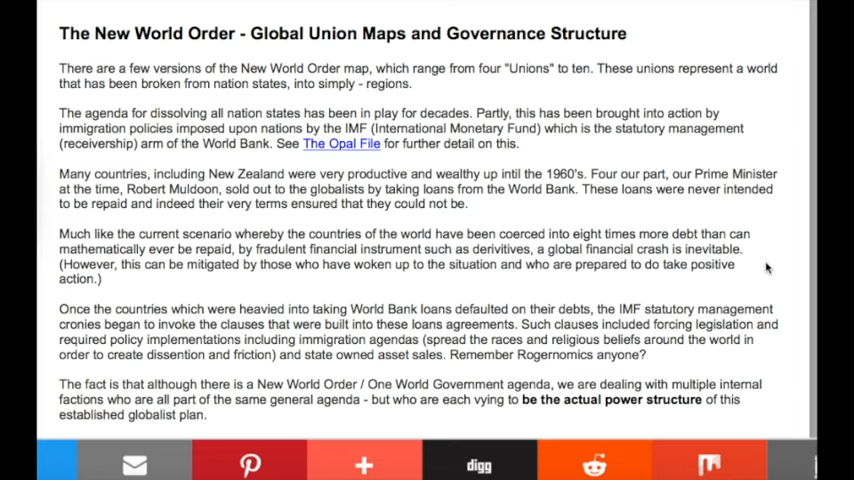 The New World Order - Global Union Maps and Governance Structure
There are a few versions of the New World Order map, which range from four "Unions" to ten. These unions represent a world
that has been broken from nation states, into simply - regions.
The agenda for dissolving all nation states has been in play for decades. Partly, this has been brought into action by
immigration policies imposed upon nations by the IMF (International Monetary Fund) which is the statutory management
(receivership) arm of the World Bank. See The Opal File for further detail on this.
Many countries, including New Zealand were very productive and wealthy up intil the 1960's. Four our part, our Prime Minister
at the time, Robert Muldoon, sold out to the globalists by taking loans from the World Bank. These loans were never intended
to be repaid and indeed their very terms ensured that they could not be.
Much like the current scenario whereby the countries of the world have been coerced into eight times more debt than can
mathematically ever be repaid, by fradulent financial instrument such as derivitives, a global financial crash is inevitable.
(However, this can be mitigated by those who have woken up to the situation and who are prepared to do take positive
action.)
Once the countries which were heavied into taking World Bank loans defaulted on their debts, the IMF statutory management
cronies began to invoke the clauses that were built into these loans agreements. Such clauses included forcing legislation and
required policy implementations including immigration agendas (spread the races and religious beliefs around the world in
order to create dissention and friction) and state owned asset sales. Remember Rogernomics anyone?
The fact is that although there is a New World Order / One World Government agenda, we are dealing with multiple internal
factions who are all part of the same general agenda - but who are each vying to be the actual power structure of this
established globalist plan.
digg